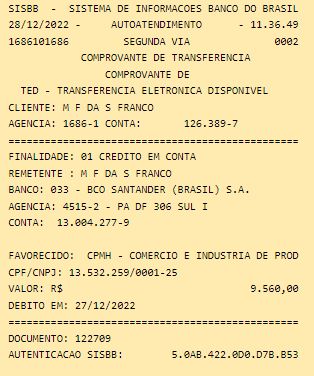 SISBB - SISTEMA DE INFORMACOES BANCO DO BRASIL
28/12/2022 - AUTOATENDIMENTO - 11.36.49
1686101686 SEGUNDA VIA 0002
COMPROVANTE DE TRANSFERENCIA
COMPROVANTE DE
TED - TRANSFERENCIA ELETRONICA DISPONIVEL
CLIENTE: M F DA S FRANCO
AGENCIA: 1686-1 CONTA: 126.389-7
================================================
FINALIDADE: 01 CREDITO EM CONTA
REMETENTE : M F DA S FRANCO
BANCO: 033 - BCO SANTANDER (BRASIL) S.A.
AGENCIA: 4515-2 - PA DF 306 SUL I
CONTA: 13.004.277-9
FAVORECIDO: CPMH - COMERCIO E INDUSTRIA DE PROD
CPF/CNPJ: 13.532.259/0001-25
VALOR: R$ 9.560,00
DEBITO EM: 27/12/2022
================================================
DOCUMENTO: 122709
AUTENTICACAO SISBB: 5.0AB.422.0D0.D7B.B53